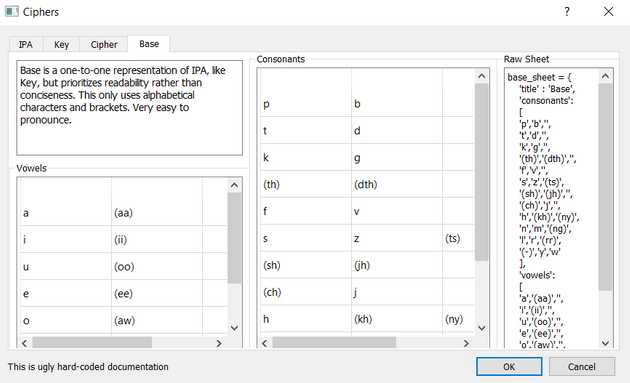 Ciphers
?
IPA Key Cipher Base
Base is a one-to-one representation of IPA, like
Key, but prioritizes readability rather than
conciseness. This only uses alphabetical
characters and brackets. Very easy to
pronounce.
Vowels
a (aa)
i (ii)
u (oo)
e (ee)
o (aw)
Consonants
p b
t d
k g
(th) (dth)
f v
s z (ts)
(sh) (jh)
(ch) j
h (kh) (ny)
Raw Sheet
base_sheet = {
'title' : 'Base',
'consonants':
[
'p','b','',
't','d','',
'k','g','',
'(th)','(dth)','',
'f','v','',
's','z','(ts)',
'(sh)','(jh)','',
'(ch)','j','',
'h','(kh)','(ny)',
'n','m','(ng)',
'l','r','(rr)',
'(-)','y','w'
],
'vowels':
[
'a','(aa)','',
'i','(ii)','',
'u','(oo)','',
'e','(ee)','',
'o','(aw)','',
This is ugly hard-coded documentation
OK Cancel